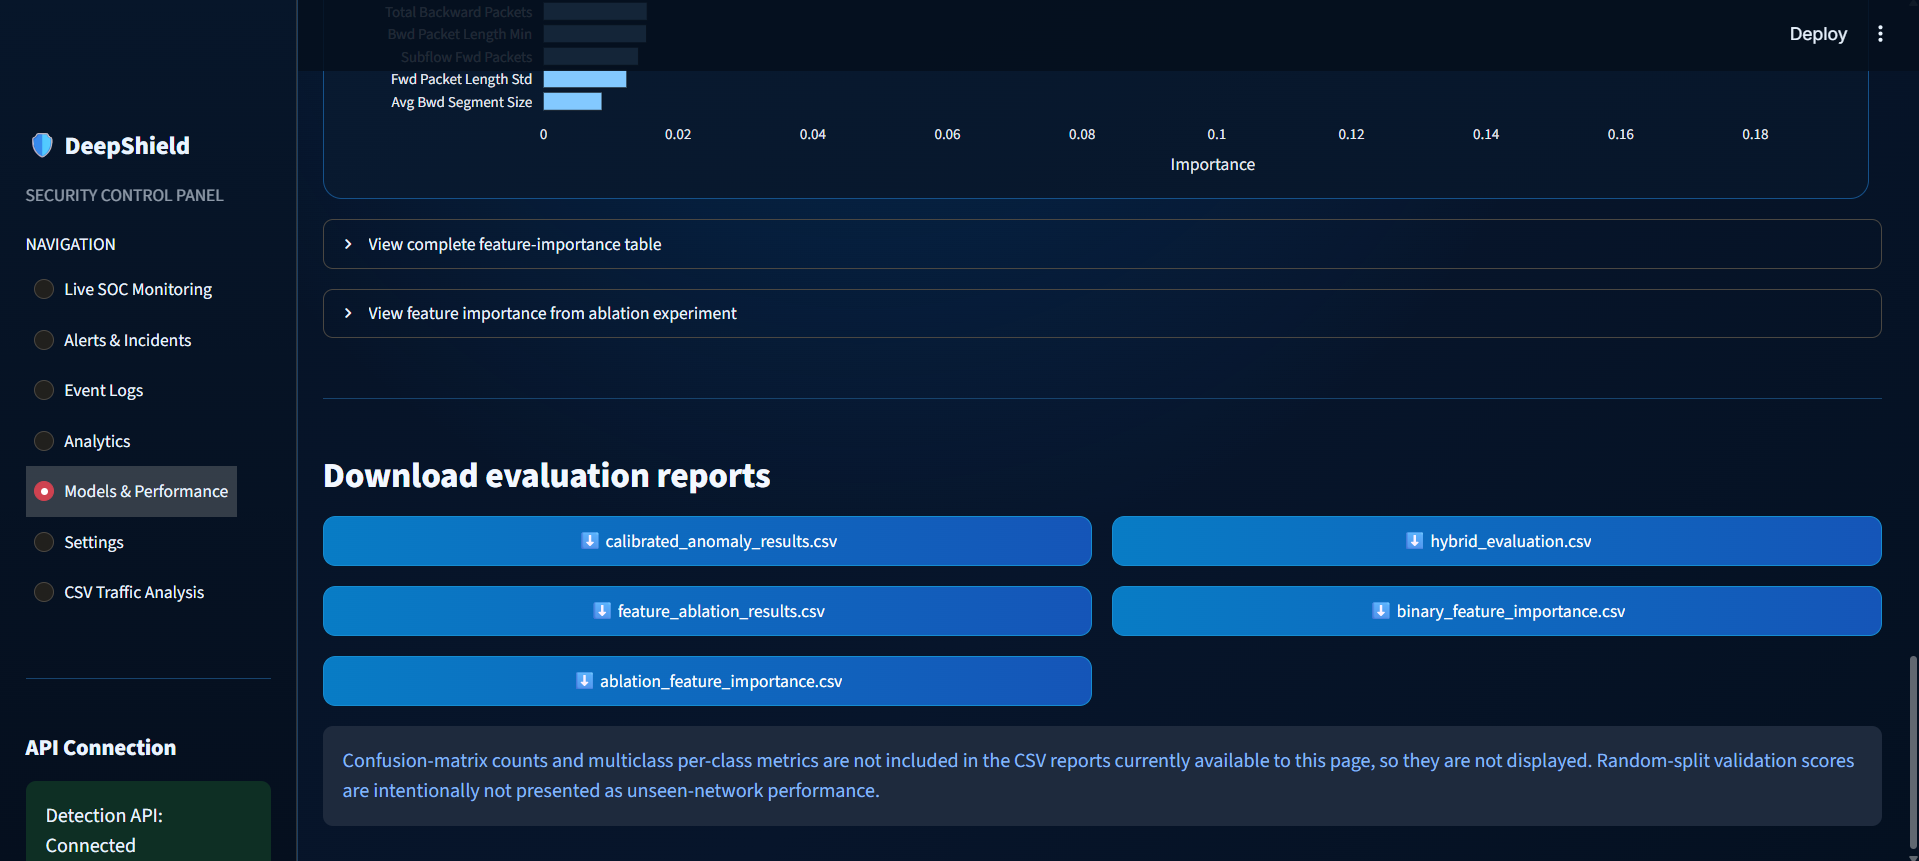 DeepShield
SECURITY CONTROL PANEL
NAVIGATION
Live SOC Monitoring
Alerts & Incidents
Event Logs
Analytics
Models & Performance
Settings
CSV Traffic Analysis
API Connection
Detection API:
Connected
Deploy
Total Backward Packets
Bwd Packet Length Min
Subflow Fwd Packets
Fwd Packet Length Std
Avg Bwd Segment Size
0 0.02 0.04 0.06 0.08 0.1 0.12 0.14 0.16 0.18
Importance
View complete feature-importance table
View feature importance from ablation experiment
Download evaluation reports
calibrated_anomaly_results.csv
hybrid_evaluation.csv
feature_ablation_results.csv
binary_feature_importance.csv
ablation_feature_importance.csv
Confusion-matrix counts and multiclass per-class metrics are not included in the CSV reports currently available to this page, so they are not displayed. Random-split validation scores
are intentionally not presented as unseen-network performance.